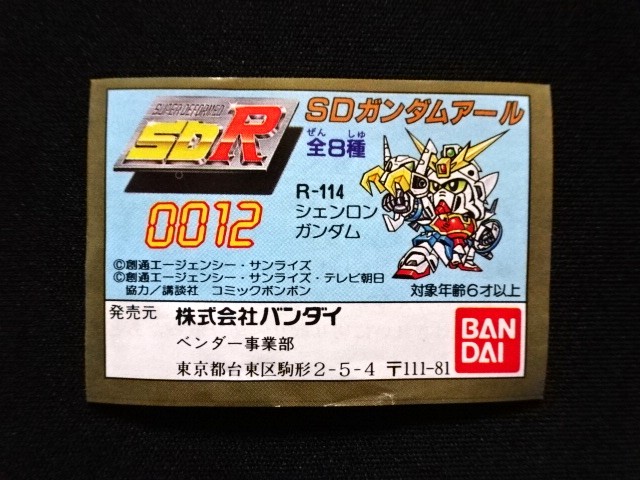 SUPER DEFORMED
SDR
SDガンダムアール
ぜん しゅ
全8種
0012
R-114
シェンロン
ガンダム
©創通エージェンシー・サンライズ
©創通エージェンシー・サンライズ・テレビ朝日
協力/講談社 コミックボンボン
対象年齢6才以上
発売元 株式会社バンダイ
ベンダー事業部
東京都台東区駒形2-5-4 〒111-81
BAN
DAI